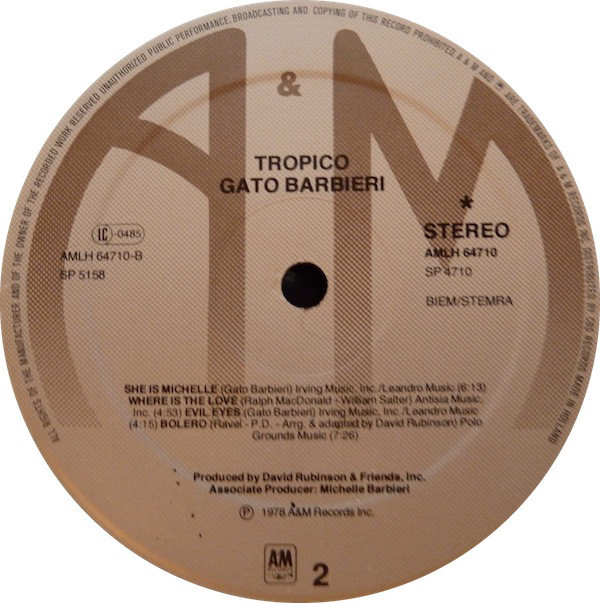 ALL RIGHTS OF THE MANUFACTURER AND OF THE OWNER OF THE RECORDED WORK RESERVED UNAUTHORIZED PUBLIC PERFORMANCE, BROADCASTING AND COPYING OF THIS RECORD PROHIBITED. A & M AND ARE TRADEMARKS OF A & M RECORDS INC. DISTRIBUTED BY CBS RECORDS MADE IN HOLLAND
A & M
TROPICO
GATO BARBIERI
*
LC-0485
STEREO
AMLH 64710-B
AMLH 64710
SP 5158
SP 4710
BIEM/STEMRA
SHE IS MICHELLE (Gato Barbieri) Irving Music, Inc./Leandro Music (6:13)
WHERE IS THE LOVE (Ralph MacDonald - William Salter) Antisia Music,
Inc. (4:53) EVIL EYES (Gato Barbieri) Irving Music, Inc./Leandro Music
(4:15) BOLERO (Ravel - P.D. - Arrg. & adapted by David Rubinson) Polo
Grounds Music (7:26)
Produced by David Rubinson & Friends, Inc.
Associate Producer: Michelle Barbieri
℗ 1978 A&M Records Inc.
AM
RECORDS
2